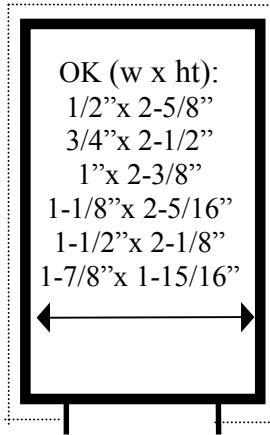 OK (w x ht):
1/2”x 2-5/8”
3/4”x 2-1/2”
1”x 2-3/8”
1-1/8”x 2-5/16”
1-1/2”x 2-1/8”
1-7/8”x 1-15/16”